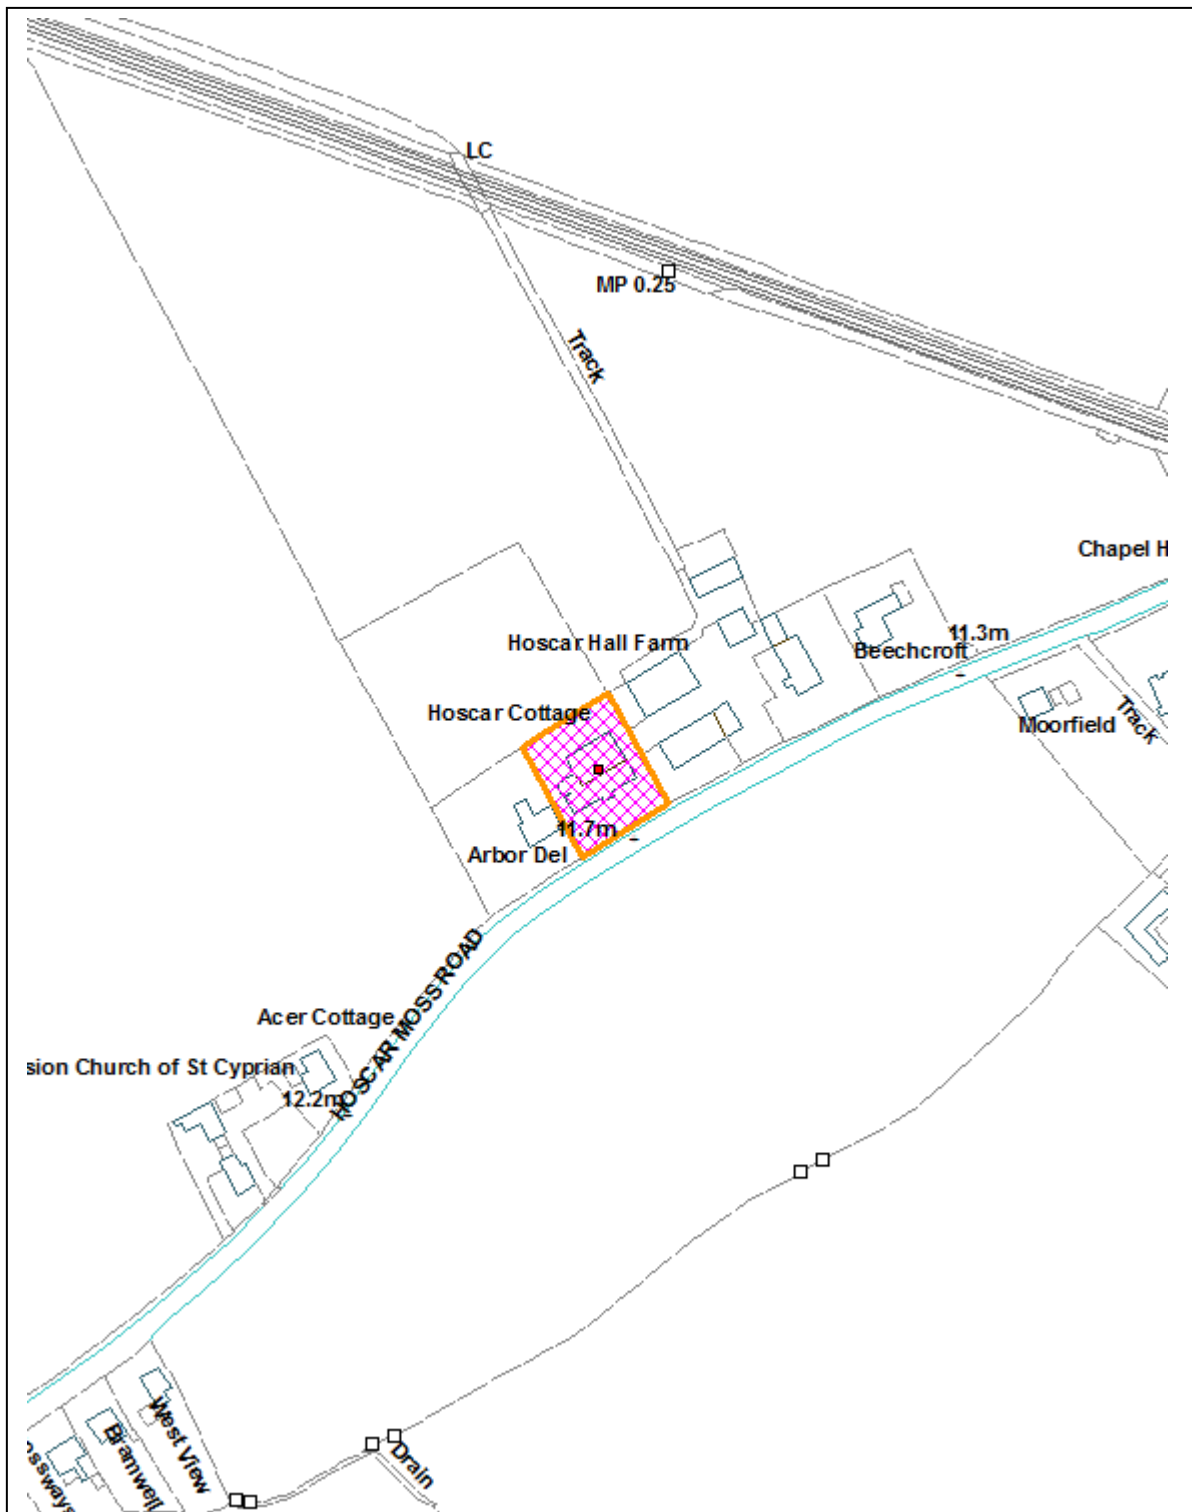 LC
MP 0.25
Track
Chapel H
Hoscar Hall Farm
11.3m
Beechcroft
Hoscar Cottage
Moorfield
Track
11.7m
Arbor Del
HOSCAR MOSS ROAD
Acer Cottage
sion Church of St Cyprian
12.2m
West View
Bramwell
ossways
Drain